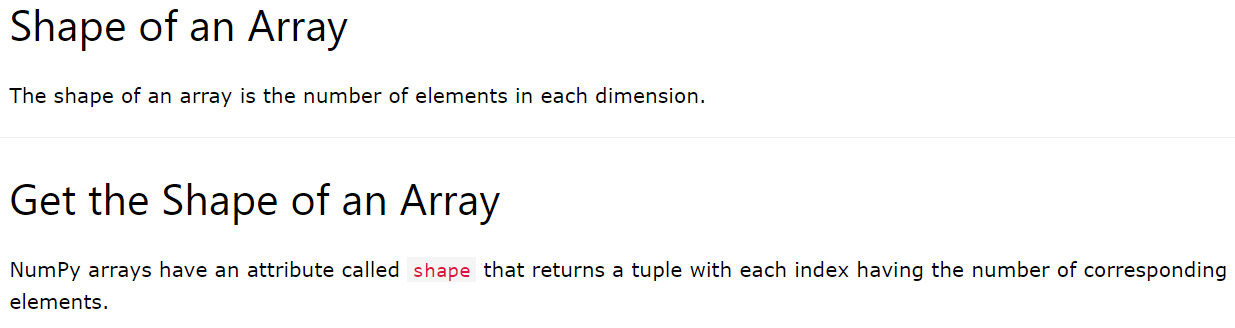 Shape of an Array
The shape of an array is the number of elements in each dimension.
Get the Shape of an Array
NumPy arrays have an attribute called shape that returns a tuple with each index having the number of corresponding
elements.